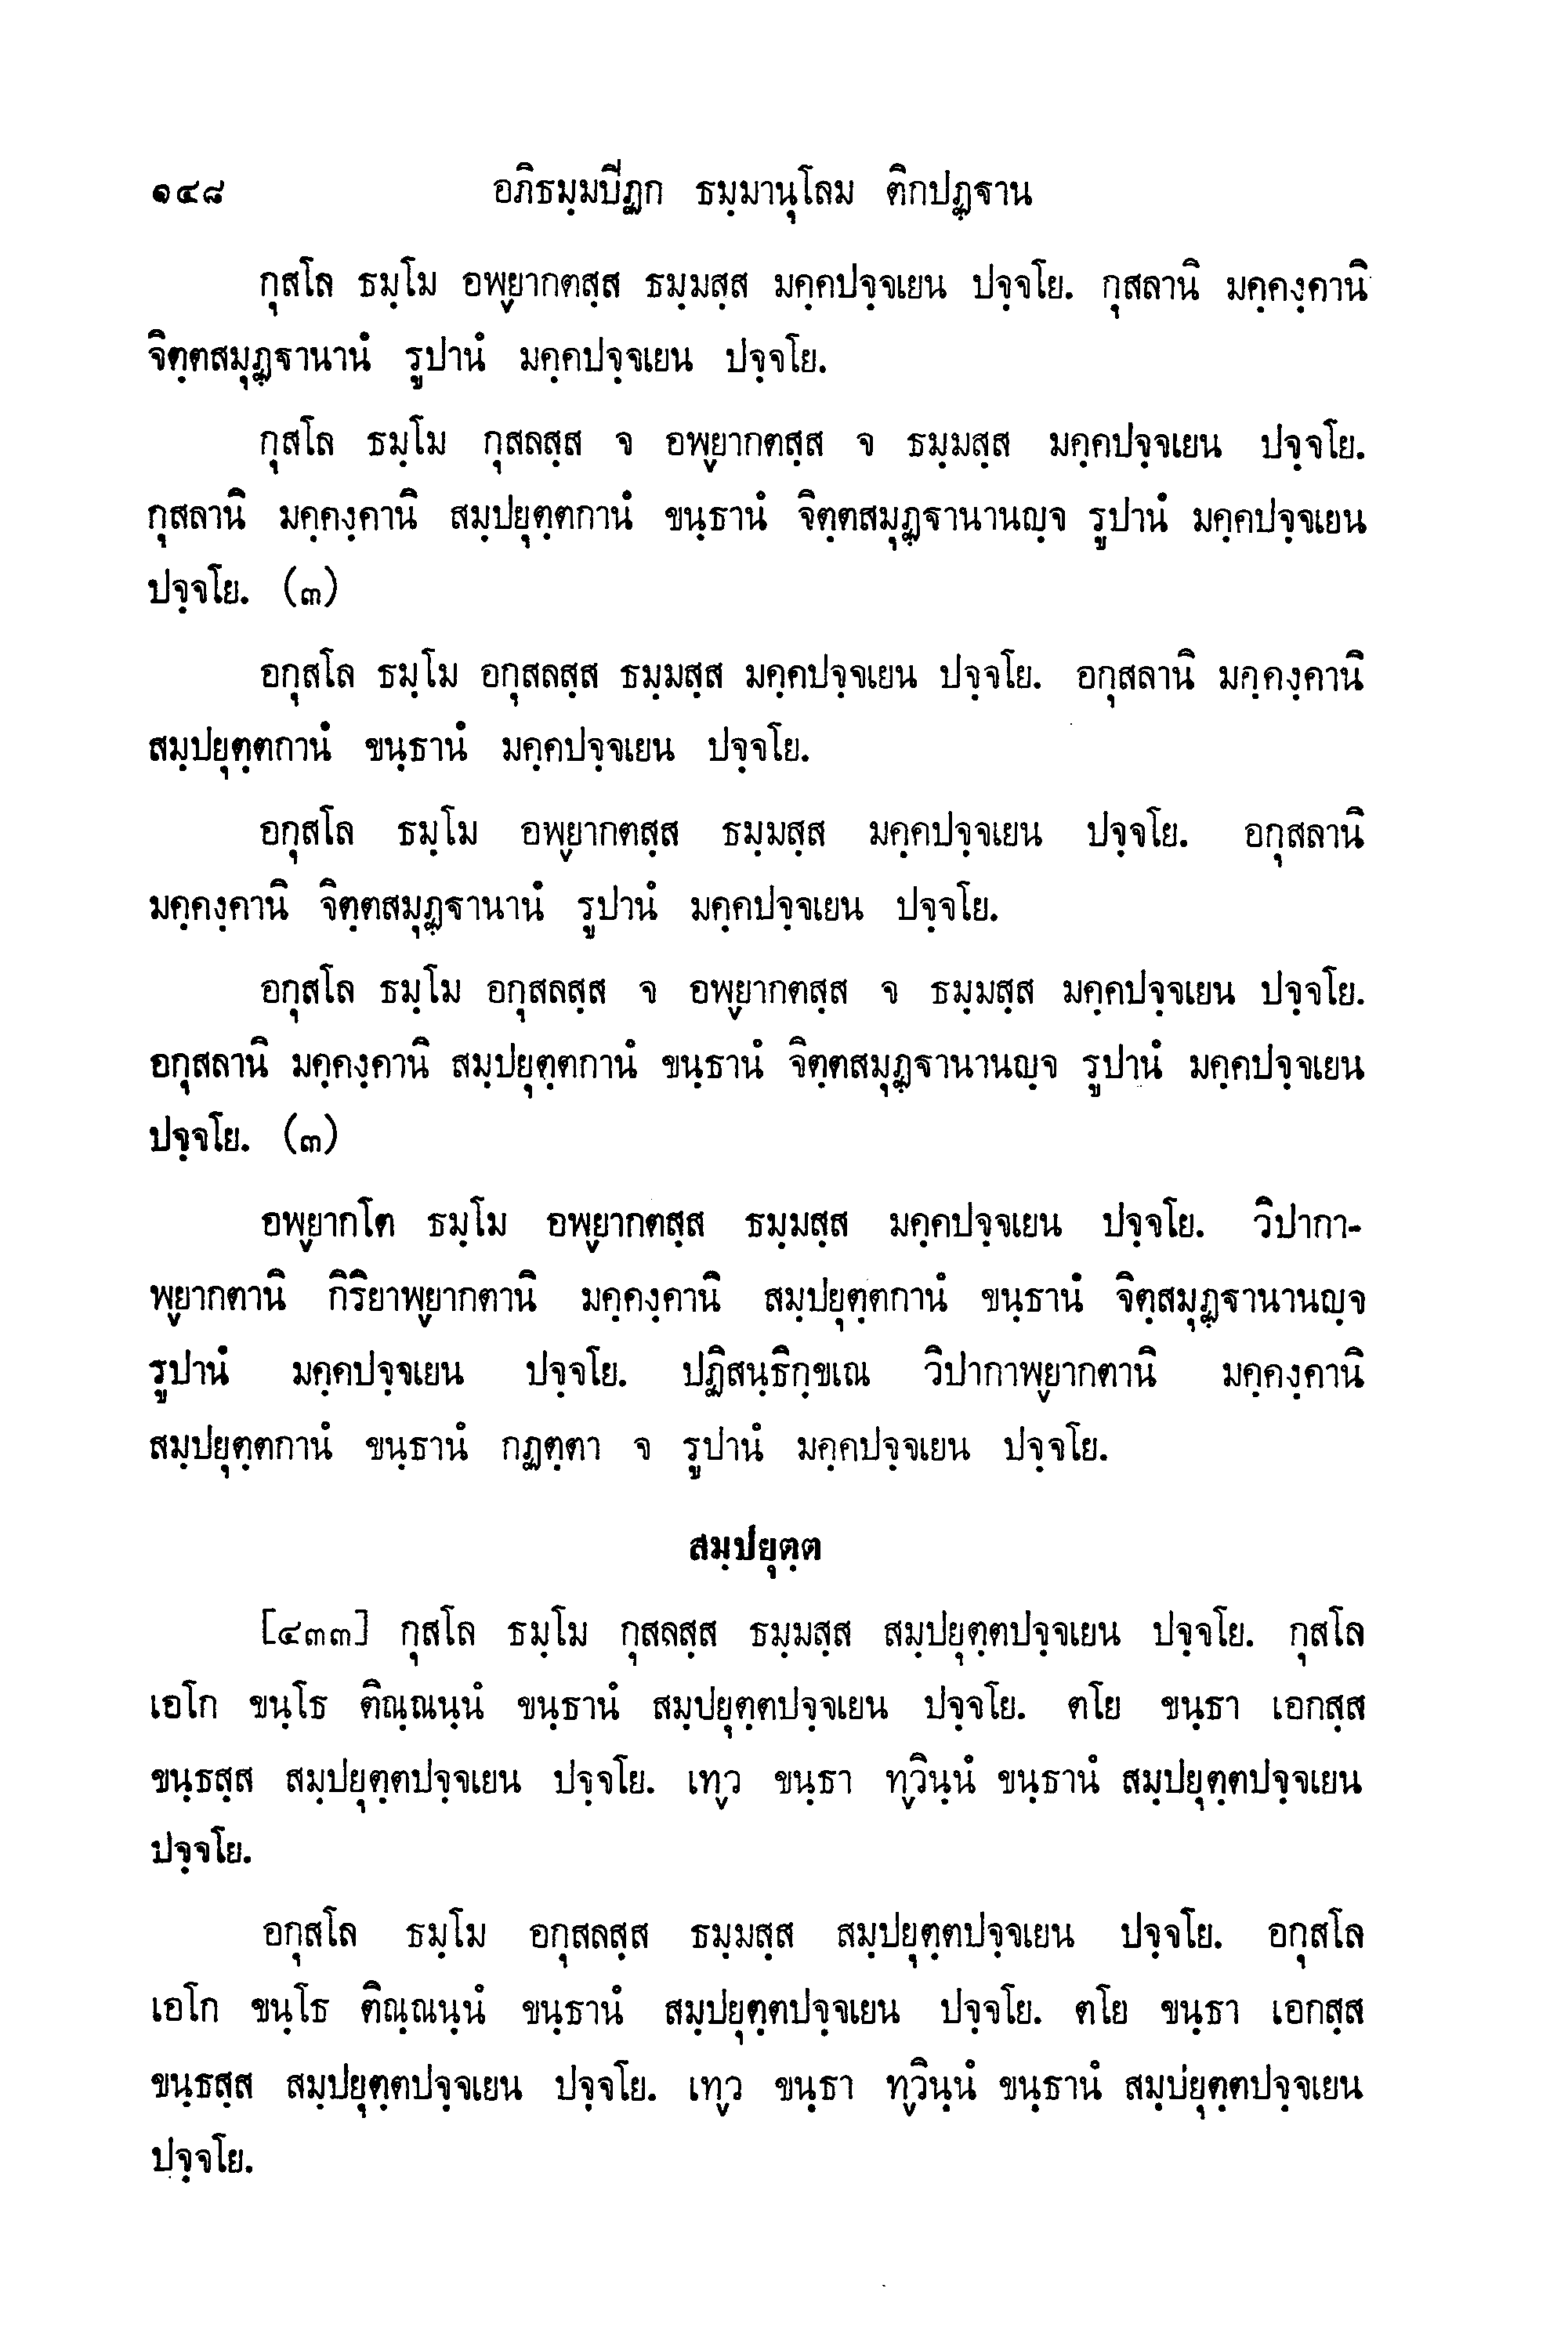 ๑๔๘ อภิธมฺมปีฏก ธมฺมานุโลม ติกปฏฺฐาน
กุสโล ธมฺโม อพฺยากตสฺส ธมฺมสฺส มคฺคปจฺจเยน ปจฺจโย. กุสลานิ มคฺคงฺคานิ
จิตฺตสมุฏฺฐานานํ รูปานํ มคฺคปจฺจเยน ปจฺจโย.
กุสโล ธมฺโม กุสลสฺส จ อพฺยากตสฺส จ ธมฺมสฺส มคฺคปจฺจเยน ปจฺจโย.
กุสลานิ มคฺคงฺคานิ สมฺปยุตฺตกานํ ขนฺธานํ จิตฺตสมุฏฺฐานานญฺจ รูปานํ มคฺคปจฺจเยน
ปจฺจโย. (๓)
อกุสโล ธมฺโม อกุสลสฺส ธมฺมสฺส มคฺคปจฺจเยน ปจฺจโย. อกุสลานิ มคฺคงฺคานิ
สมฺปยุตฺตกานํ ขนฺธานํ มคฺคปจฺจเยน ปจฺจโย.
อกุสโล ธมฺโม อพฺยากตสฺส ธมฺมสฺส มคฺคปจฺจเยน ปจฺจโย. อกุสลานิ
มคฺคงฺคานิ จิตฺตสมุฏฺฐานานํ รูปานํ มคฺคปจฺจเยน ปจฺจโย.
อกุสโล ธมฺโม อกุสลสฺส จ อพฺยากตสฺส จ ธมฺมสฺส มคฺคปจฺจเยน ปจฺจโย.
อกุสลานิ มคฺคงฺคานิ สมฺปยุตฺตกานํ ขนฺธานํ จิตฺตสมุฏฺฐานานญฺจ รูปานํ มคฺคปจฺจเยน
ปจฺจโย. (๓)
อพฺยากโต ธมฺโม อพฺยากตสฺส ธมฺมสฺส มคฺคปจฺจเยน ปจฺจโย. วิปากา-
พฺยากตานิ กิริยาพฺยากตานิ มคฺคงฺคานิ สมฺปยุตฺตกานํ ขนฺธานํ จิตฺสมุฏฺฐานานญฺจ
รูปานํ มคฺคปจฺจเยน ปจฺจโย. ปฏิสนฺธิกฺขเณ วิปากาพฺยากตานิ มคฺคงฺคานิ
สมฺปยุตฺตกานํ ขนฺธานํ กฏตฺตา จ รูปานํ มคฺคปจฺจเยน ปจฺจโย.
สมฺปยุตฺต
[๔๓๓] กุสโล ธมฺโม กุสลสฺส ธมฺมสฺส สมฺปยุตฺตปจฺจเยน ปจฺจโย. กุสโล
เอโก ขนฺโธ ติณฺณนฺนํ ขนฺธานํ สมฺปยุตฺตปจฺจเยน ปจฺจโย. ตโย ขนฺธา เอกสฺส
ขนฺธสฺส สมฺปยุตฺตปจฺจเยน ปจฺจโย. เทฺว ขนฺธา ทฺวินฺนํ ขนฺธานํ สมฺปยุตฺตปจฺจเยน
ปจฺจโย.
อกุสโล ธมฺโม อกุสลสฺส ธมฺมสฺส สมฺปยุตฺตปจฺจเยน ปจฺจโย. อกุสโล
เอโก ขนฺโธ ติณฺณนฺนํ ขนฺธานํ สมฺปยุตฺตปจฺจเยน ปจฺจโย. ตโย ขนฺธา เอกสฺส
ขนฺธสฺส สมฺปยุตฺตปจฺจเยน ปจฺจโย. เทฺว ขนฺธา ทฺวินฺนํ ขนฺธานํ สมฺปยุตฺตปจฺจเยน
ปจฺจโย.